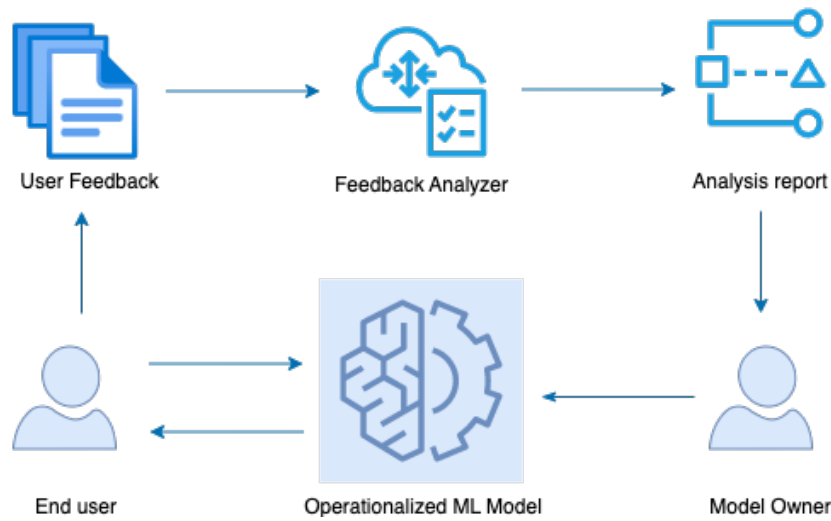 User Feedback
Feedback Analyzer
Analysis report
End user
Operationalized ML Model
Model Owner